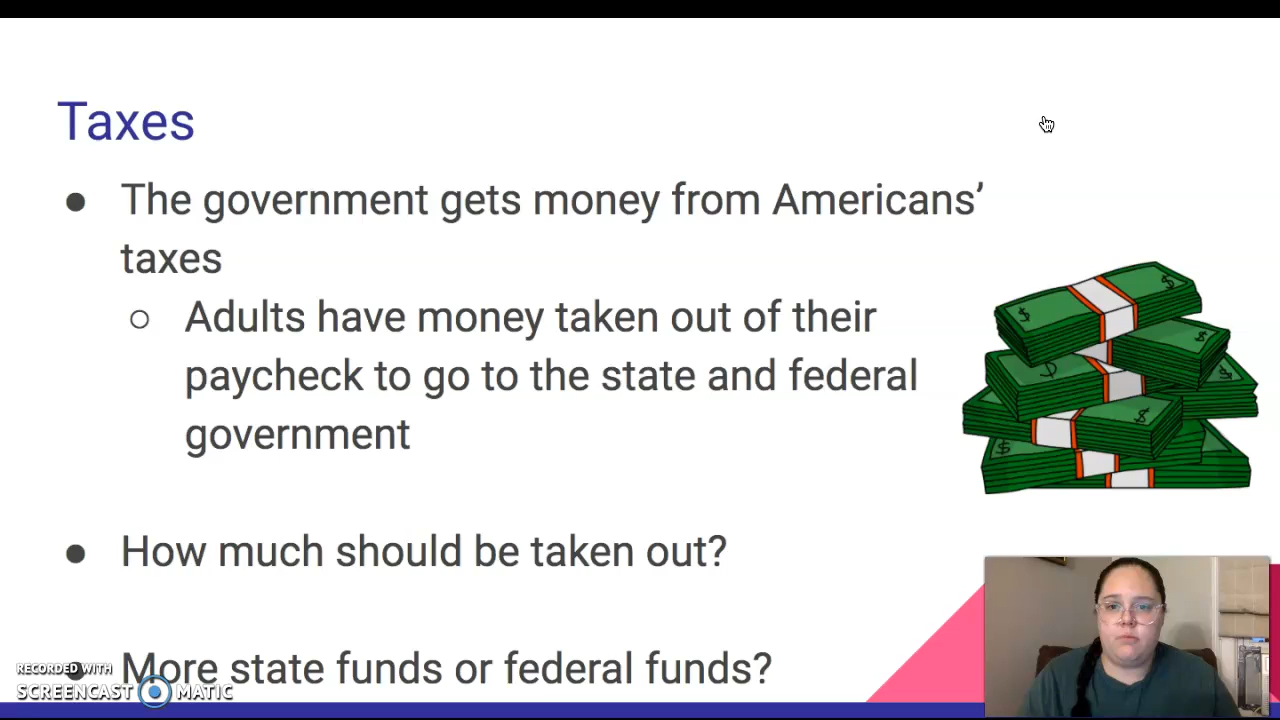 Taxes
● The government gets money from Americans’
taxes
○ Adults have money taken out of their
paycheck to go to the state and federal
government
● How much should be taken out?
● More state funds or federal funds?
RECORDED WITH
SCREENCAST MATIC
$ $ $ $ $ $ $